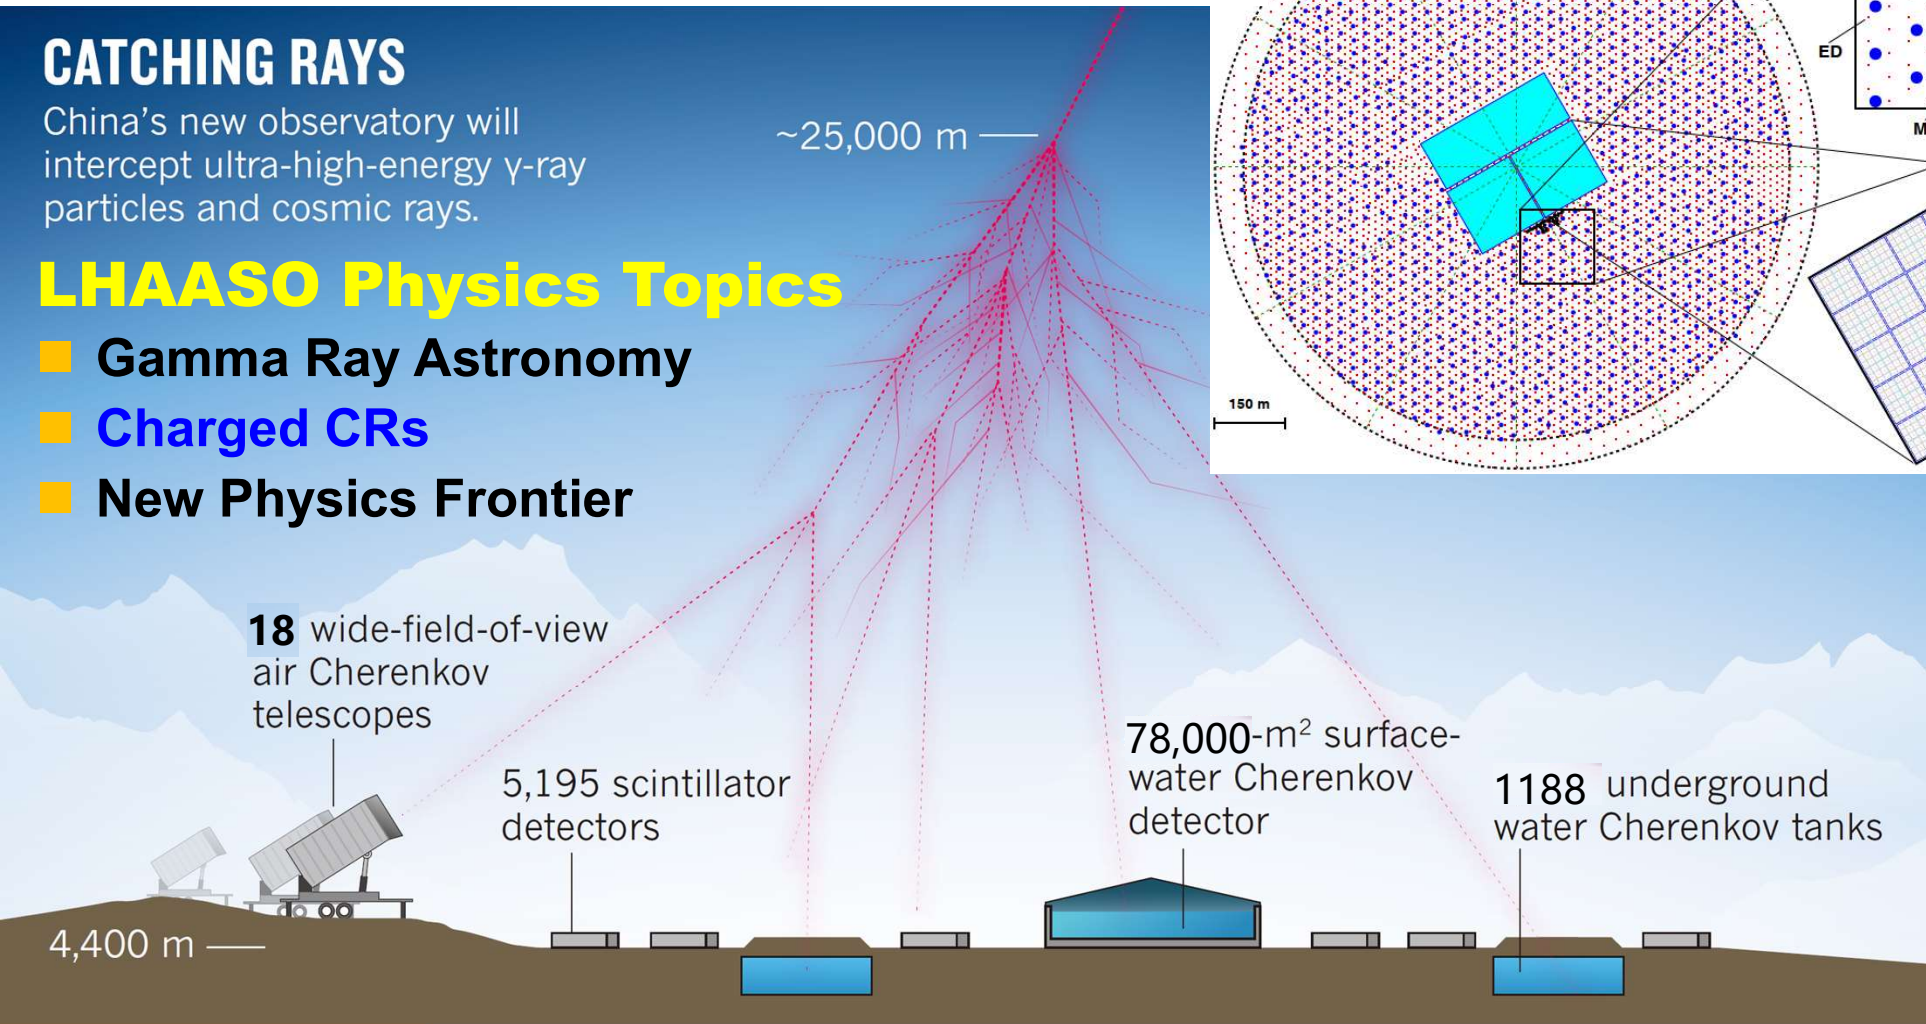 CATCHING RAYS
China’s new observatory will
intercept ultra-high-energy γ-ray
particles and cosmic rays.
LHAASO Physics Topics
Gamma Ray Astronomy
Charged CRs
New Physics Frontier
~25,000 m
ED
150 m
18 wide-field-of-view
air Cherenkov
telescopes
5,195 scintillator
detectors
78,000-m² surface-
water Cherenkov
detector
1188 underground
water Cherenkov tanks
4,400 m